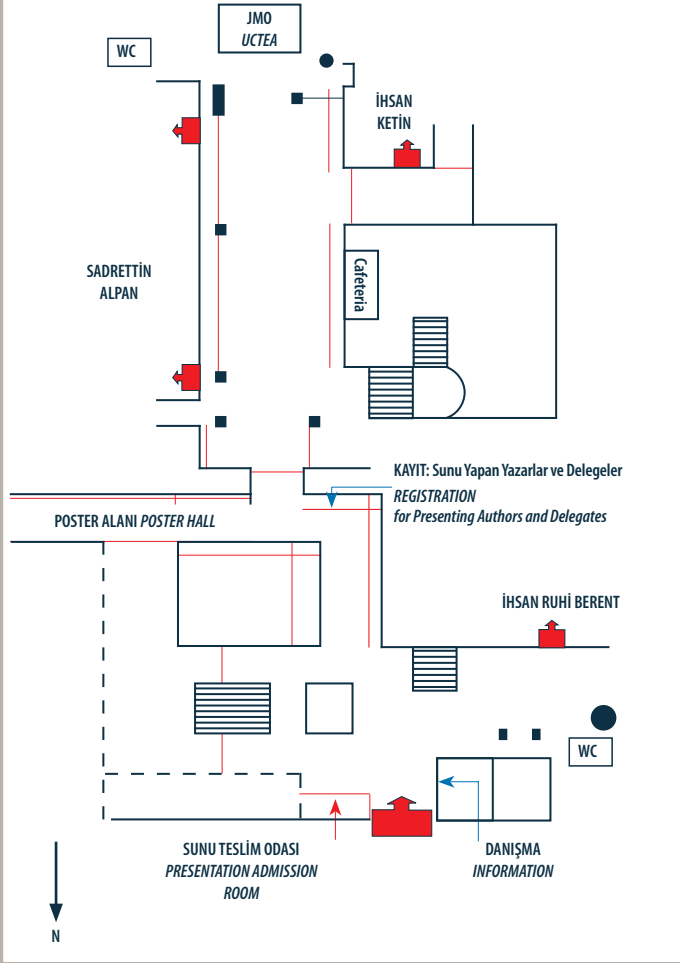 JMO
UCTEA
WC
İHSAN
KETİN
SADRETTİN
ALPAN
Cafeteria
KAYIT: Sunu Yapan Yazarlar ve Delegeler
REGISTRATION
for Presenting Authors and Delegates
POSTER ALANI POSTER HALL
İHSAN RUHİ BERENT
WC
SUNU TESLİM ODASI
PRESENTATION ADMISSION
ROOM
DANIŞMA
INFORMATION
N